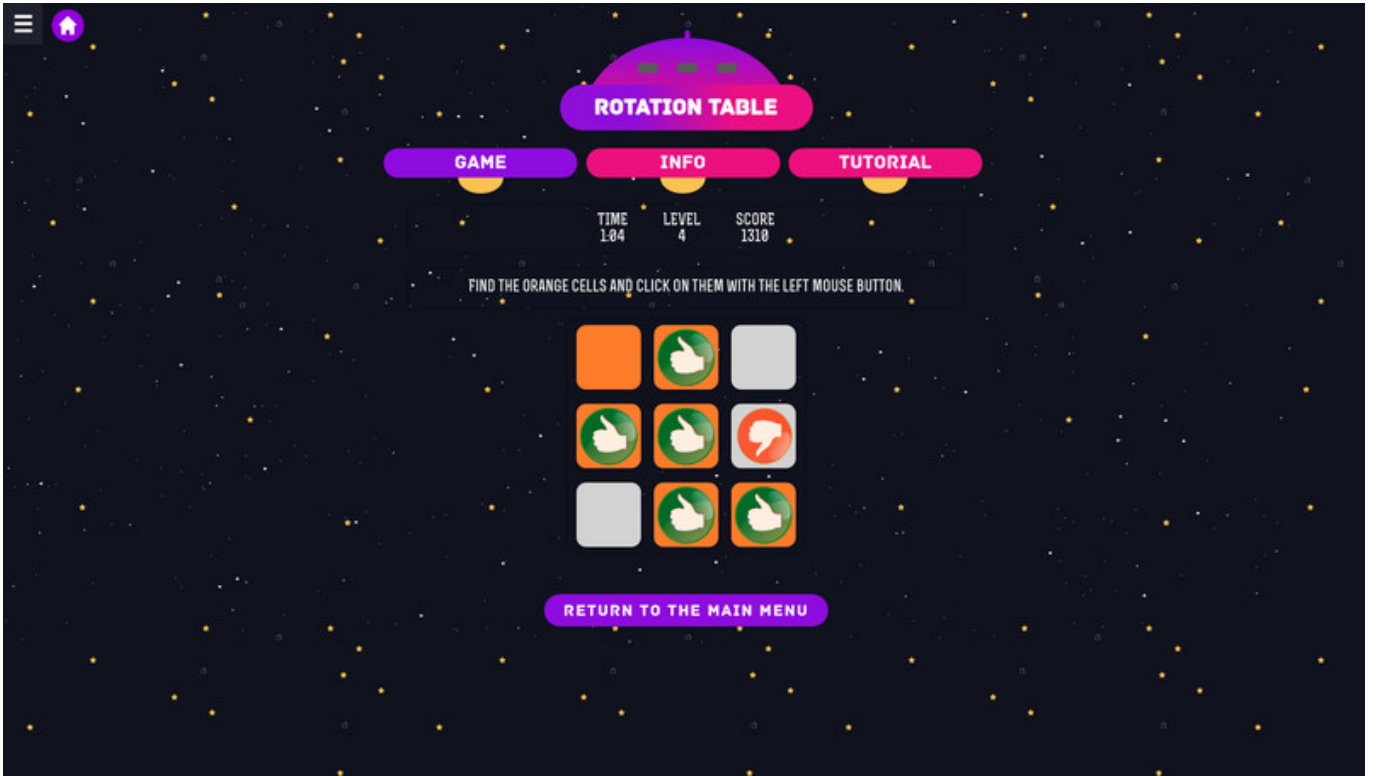 ROTATION TABLE
GAME INFO TUTORIAL
TIME LEVEL SCORE
1:04 4 1310
FIND THE ORANGE CELLS AND CLICK ON THEM WITH THE LEFT MOUSE BUTTON.
RETURN TO THE MAIN MENU